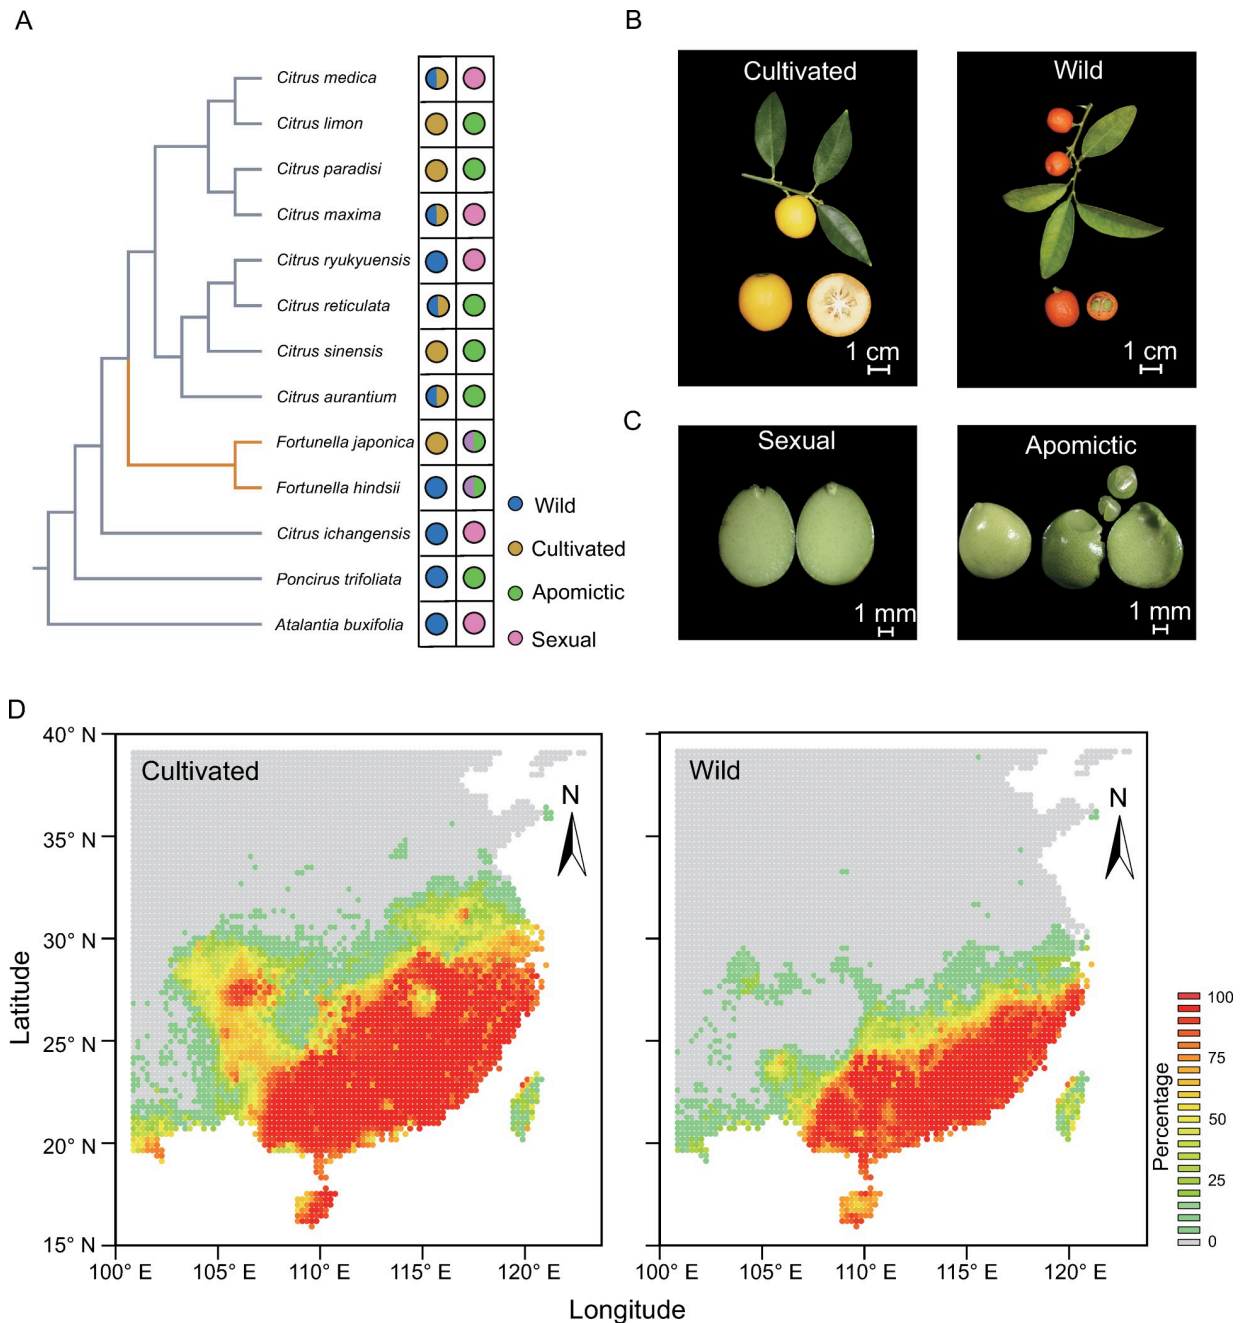 A
Citrus medica
Citrus limon
Citrus paradisi
Citrus maxima
Citrus ryukyuensis
Citrus reticulata
Citrus sinensis
Citrus aurantium
Fortunella japonica
Fortunella hindsii
Citrus ichangensis
Poncirus trifoliata
Atalantia buxifolia
Wild
Cultivated
Apomictic
Sexual
B
Cultivated
1 cm
Wild
1 cm
C
Sexual
1 mm
Apomictic
1 mm
D
Cultivated
N
Wild
N
40° N
35° N
30° N
25° N
20° N
15° N
Latitude
100° E 105° E 110° E 115° E 120° E
100° E 105° E 110° E 115° E 120° E
Longitude
Percentage
100
75
50
25
0